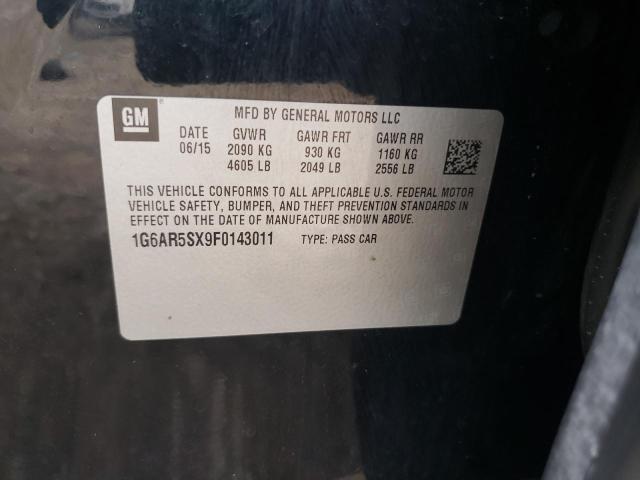 GM ®
MFD BY GENERAL MOTORS LLC
DATE GVWR GAWR FRT GAWR RR
06/15 2090 KG 930 KG 1160 KG
4605 LB 2049 LB 2556 LB
THIS VEHICLE CONFORMS TO ALL APPLICABLE U.S. FEDERAL MOTOR
VEHICLE SAFETY, BUMPER, AND THEFT PREVENTION STANDARDS IN
EFFECT ON THE DATE OF MANUFACTURE SHOWN ABOVE.
1G6AR5SX9F0143011 TYPE: PASS CAR